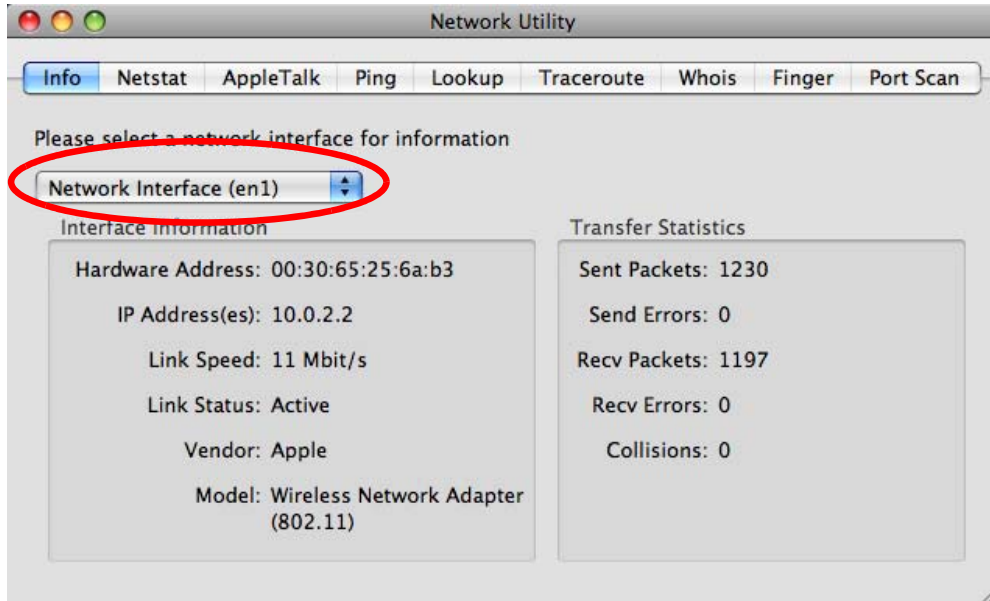 Network Utility
Info Netstat AppleTalk Ping Lookup Traceroute Whois Finger Port Scan
Please select a network interface for information
Network Interface (en1)
Interface Information
Hardware Address: 00:30:65:25:6a:b3
IP Address(es): 10.0.2.2
Link Speed: 11 Mbit/s
Link Status: Active
Vendor: Apple
Model: Wireless Network Adapter
(802.11)
Transfer Statistics
Sent Packets: 1230
Send Errors: 0
Recv Packets: 1197
Recv Errors: 0
Collisions: 0